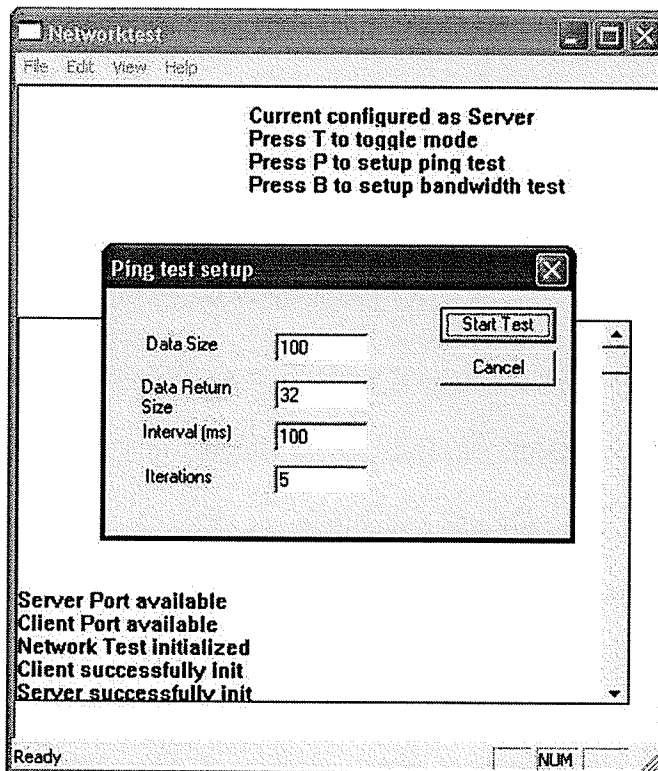 Networktest
File Edit View Help
Current configured as Server
Press T to toggle mode
Press P to setup ping test
Press B to setup bandwidth test
Ping test setup
Data Size
100
Start Test
Cancel
Data Return
Size
32
Interval (ms)
100
Iterations
5
Server Port available
Client Port available
Network Test initialized
Client successfully Init
Server successfully init
Ready
NUM